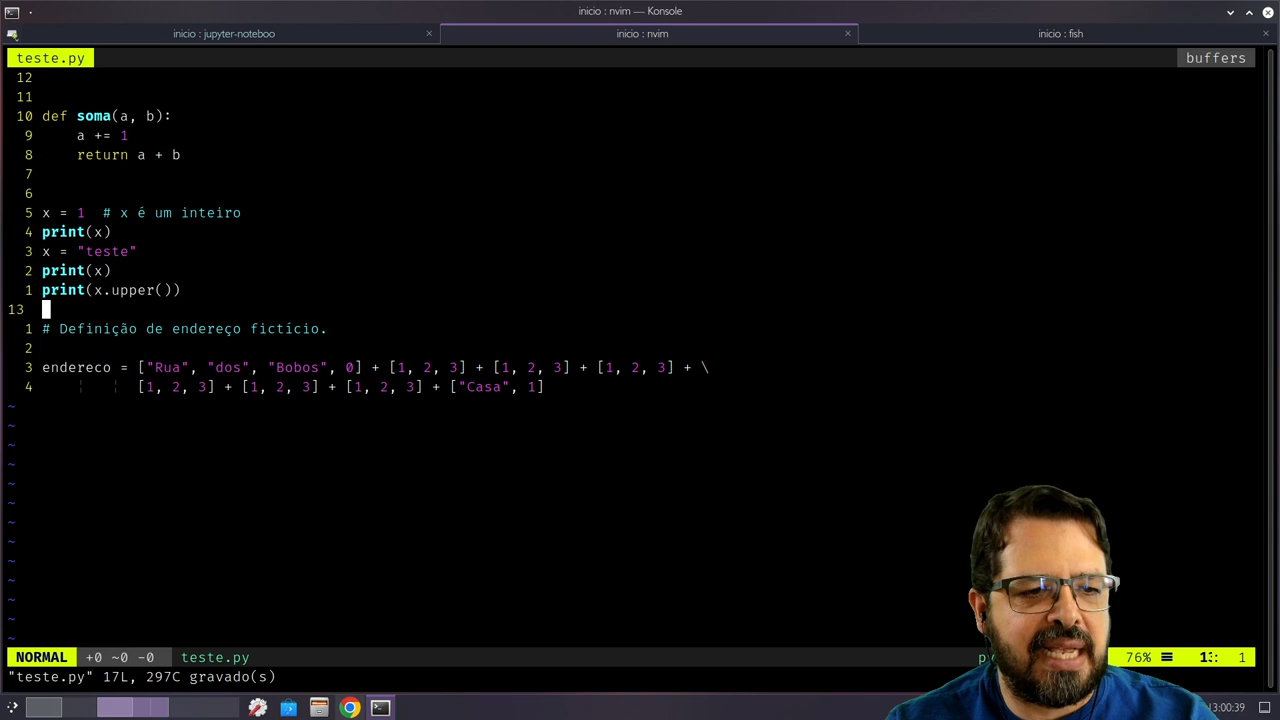 inicio : nvim — Konsole
inicio : jupyter-noteboo
inicio : nvim
inicio : fish
teste.py
buffers
12
11
10 def soma(a, b):
9 a += 1
8 return a + b
7
6
5 x = 1  # x é um inteiro
4 print(x)
3 x = "teste"
2 print(x)
1 print(x.upper())
13
1 # Definição de endereço fictício.
2
3 endereco = ["Rua", "dos", "Bobos", 0] + [1, 2, 3] + [1, 2, 3] + [1, 2, 3] + \
4 [1, 2, 3] + [1, 2, 3] + [1, 2, 3] + ["Casa", 1]
~
~
~
~
~
~
~
~
~
~
~
~
~
NORMAL +0 ~0 -0 teste.py
76% 1
"teste.py" 17L, 297C gravado(s)
13:00:39